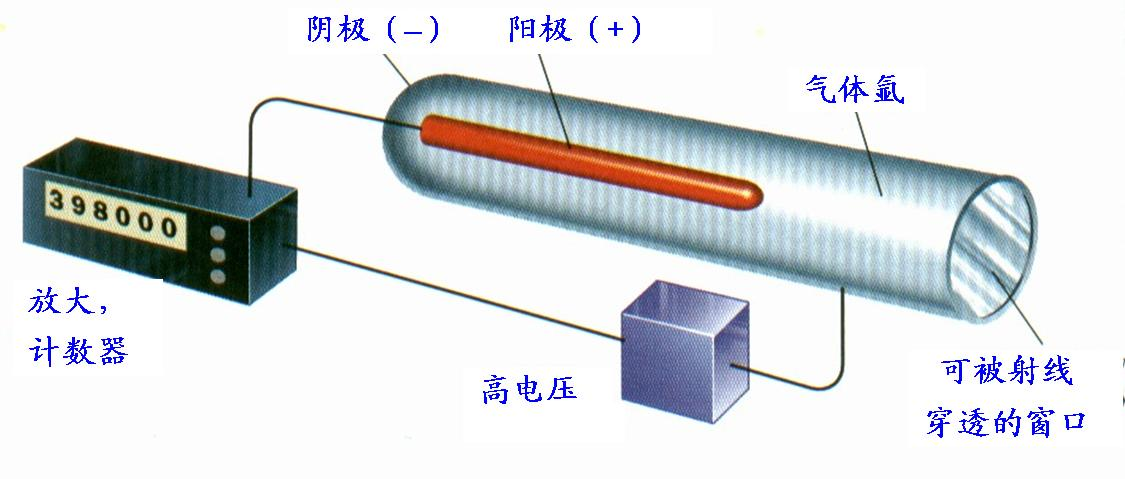 阴极（–） 阳极（+）
气体氩
398000
放大，
计数器
高电压
可被射线
穿透的窗口